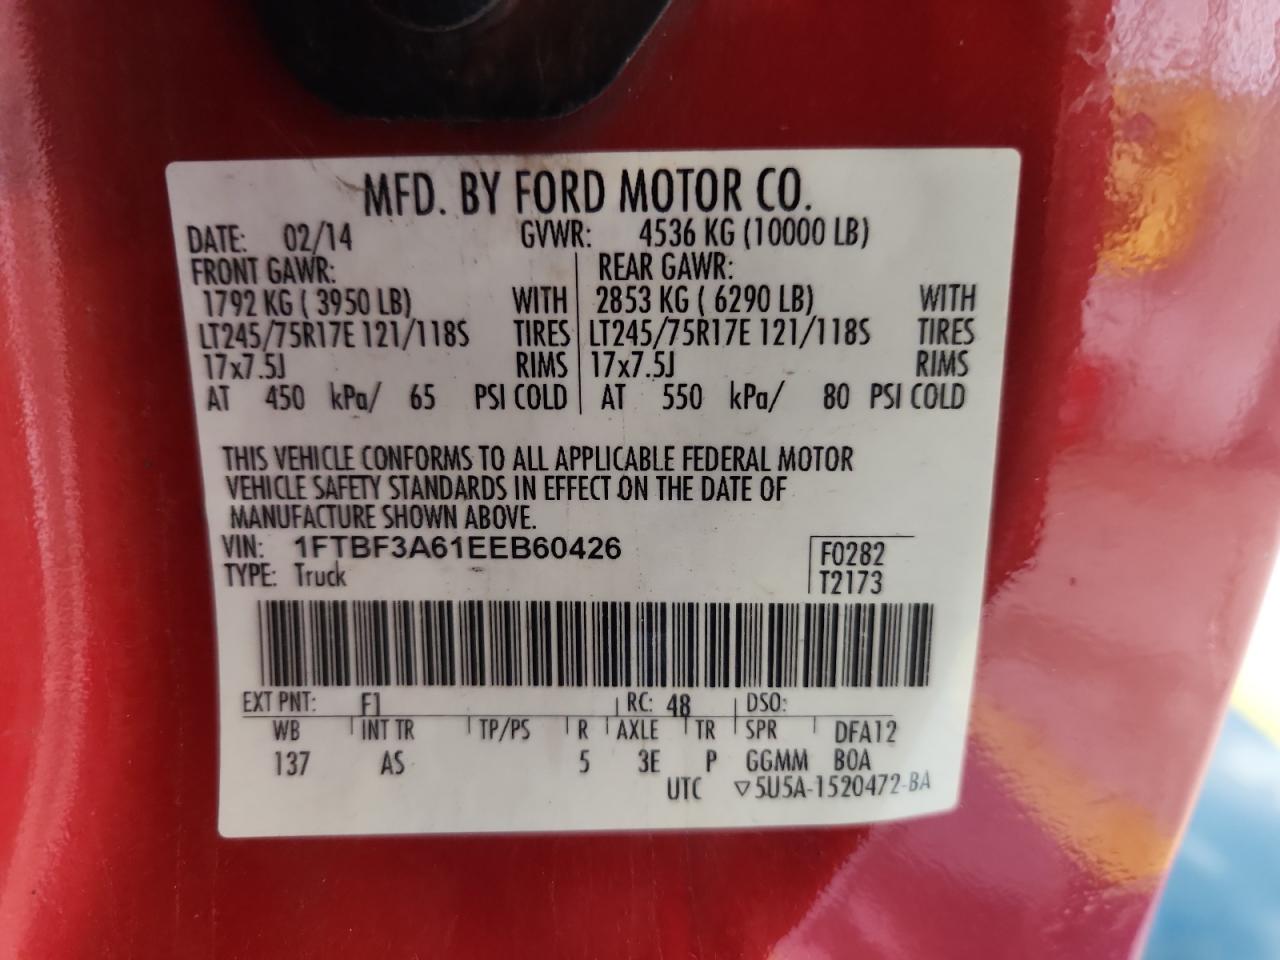 MFD. BY FORD MOTOR CO.
DATE: 02/14 GVWR: 4536 KG (10000 LB)
FRONT GAWR: REAR GAWR:
1792 KG ( 3950 LB) WITH 2853 KG ( 6290 LB) WITH
LT245/75R17E 121/118S TIRES LT245/75R17E 121/118S TIRES
17x7.5J RIMS 17x7.5J RIMS
AT 450 kPa/ 65 PSI COLD AT 550 kPa/ 80 PSI COLD
THIS VEHICLE CONFORMS TO ALL APPLICABLE FEDERAL MOTOR
VEHICLE SAFETY STANDARDS IN EFFECT ON THE DATE OF
MANUFACTURE SHOWN ABOVE.
VIN: 1FTBF3A61EEB60426 F0282
TYPE: Truck T2173
EXT PNT: F1 RC: 48 DSO:
WB INT TR TP/PS R AXLE TR SPR DFA12
137 AS 5 3E P GGMM BOA
UTC ▽5U5A-1520472-BA